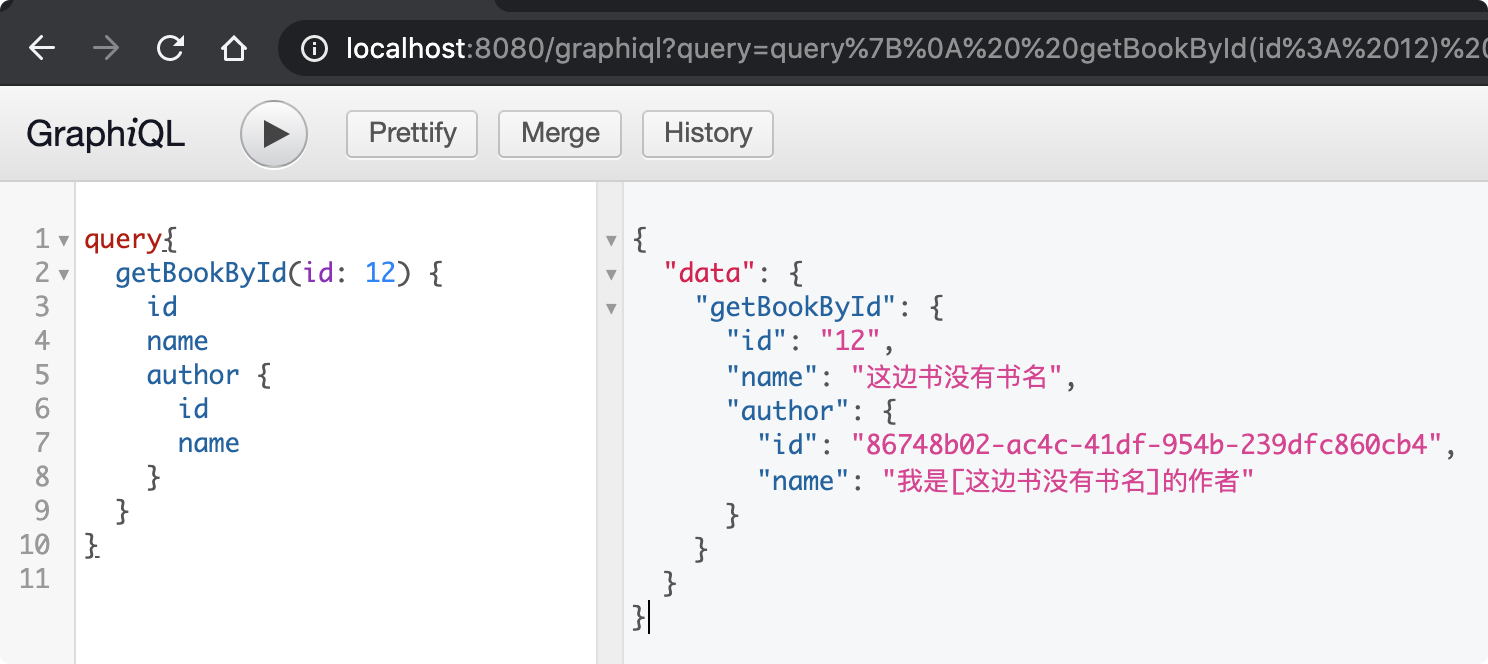 localhost:8080/graphiql?query=query%7B%0A%20%20getBookById(id%3A%2012)%20
GraphiQL
Prettify
Merge
History
1 query{
2 getBookById(id: 12) {
3 id
4 name
5 author {
6 id
7 name
8 }
9 }
10 }
11
{
"data": {
"getBookById": {
"id": "12",
"name": "这边书没有书名",
"author": {
"id": "86748b02-ac4c-41df-954b-239dfc860cb4",
"name": "我是[这边书没有书名]的作者"
}
}
}
}